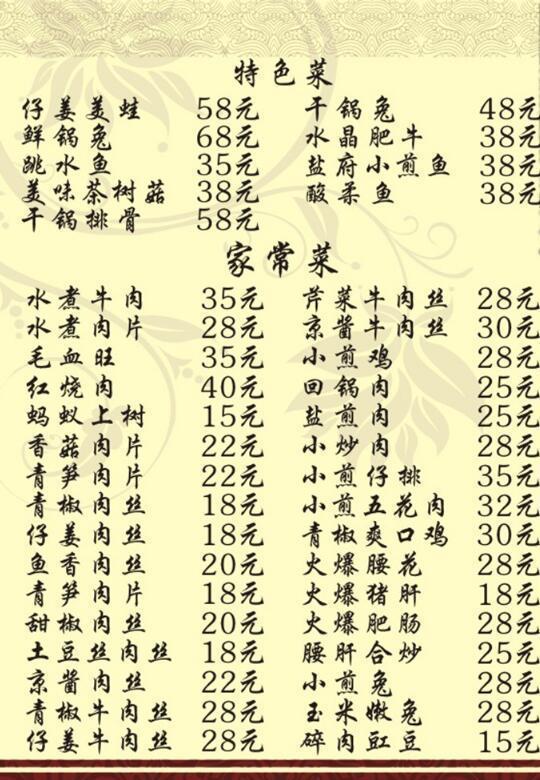 特色菜
仔姜美蛙 58元 干锅兔 48元
鲜锅兔 68元 水晶肥牛 38元
跳水鱼 35元 盐府小煎鱼 38元
美味茶树菇 38元 酸柔鱼 38元
干锅排骨 58元
家常菜
水煮牛肉 35元 芹菜牛肉丝 28元
水煮肉片 28元 京酱牛肉丝 30元
毛血旺 35元 小煎鸡 28元
红烧肉 40元 回锅肉 25元
蚂蚁上树 15元 盐煎肉 25元
香菇肉片 22元 小炒肉 28元
青笋肉片 22元 小煎仔排 35元
青椒肉丝 18元 小煎五花肉 32元
仔姜肉丝 18元 青椒爽口鸡 30元
鱼香肉丝 20元 火爆腰花 28元
青笋肉片 18元 火爆猪肝 18元
甜椒肉丝 20元 火爆肥肠 28元
土豆丝肉丝 18元 腰肝合炒 25元
京酱肉丝 22元 小煎兔 28元
青椒牛肉丝 28元 玉米嫩兔 28元
仔姜牛肉丝 28元 碎肉豇豆 15元